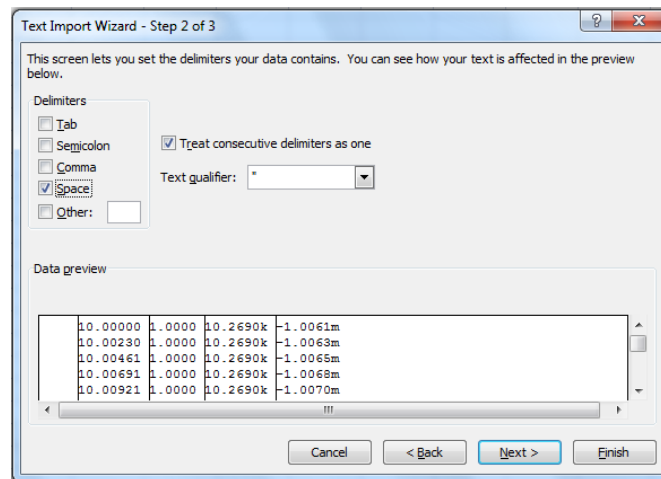 Text Import Wizard - Step 2 of 3
This screen lets you set the delimiters your data contains. You can see how your text is affected in the preview
below.
Delimiters
Tab
Semicolon
Comma
Space
Other:
Treat consecutive delimiters as one
Text qualifier: "
Data preview
10.00000 1.0000 10.2690k -1.0061m
10.00230 1.0000 10.2690k -1.0063m
10.00461 1.0000 10.2690k -1.0065m
10.00691 1.0000 10.2690k -1.0068m
10.00921 1.0000 10.2690k -1.0070m
Cancel < Back Next > Finish